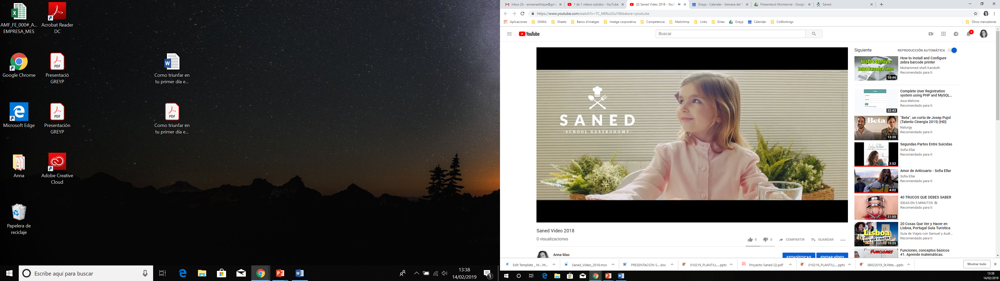 AMF_FE_000#_A...
EMPRESA_MES
Acrobat Reader
DC
Google Chrome
Presentació
GREYP
Como triunfar en
tu primer día e...
Microsoft Edge
Presentación
GREYP
Como triunfar en
tu primer día e...
Anna
Adobe Creative
Cloud
Papelera de
reciclaje
Escribe aquí para buscar
13:38
14/02/2019
1
Inbox (3) - annamasfolque@gm
1 de 1 vídeos subidos - YouTube
(2) Saned Video 2018 - YouT
Greyp - Calendar - Semana del 1
Presentació Montserrat - Google
Saned
https://www.youtube.com/watch?v=7C_M06uSSuY&feature=youtu.be
Aplicaciones
GMAIL
Sheets
Bancs d'imatges
Imatge corporativa
Competencia
Mailchimp
Links
Eines
Greyp
Calendar
CoWorkings
Otros marcadores
YouTube
Buscar
2
SANED
·SCHOOL GASTRONOMY·
Saned Video 2018
0 visualizaciones
0
0
COMPARTIR
GUARDAR
Anna Mas
ESTADÍSTICAS
EDITAR VÍDEO
Siguiente
REPRODUCCIÓN AUTOMÁTICA
Install & Configure
Zebra Barcode Printer
10:46
How to Install and Configure
zebra barcode printer
Muhammed shafi Kandoth
Recomendado para ti
32:43
Complete User Registration
system using PHP and MySQL...
Awa Melvine
Recomendado para ti
Beta
13:20
"Beta", un corto de Josep Pujol
(Talento Cinergía 2015) [HD]
Naturgy
Recomendado para ti
Sofia Ellar
3:52
Segundas Partes Entre Suicidas
Sofia Ellar
Recomendado para ti
4:02
Amor de Anticuario - Sofia Ellar
Sofia Ellar
Recomendado para ti
21:55
40 TRUCOS QUE DEBES SABER
IDEAS EN 5 MINUTOS
Recomendado para ti
Lisboa
QUE VER Y HACER
15:25
20 Cosas Que Ver y Hacer en
Lisboa, Portugal Guía Turística
Guía de Viajes con Samuel y Audr...
Recomendado para ti
FUNCIONES
Funciones, conceptos básicos
#1. Aprende matemáticas.
Edit Template _ M....ht...
Saned_Video_2018.mov
PRESENTACION S....doc
010219_PLANTILL....pptx
Proyecto Saned (2).pdf
010219_PLANTILL....pptx
08022019_St.Pete....pptx
Mostrar todo
13:38
14/02/2019